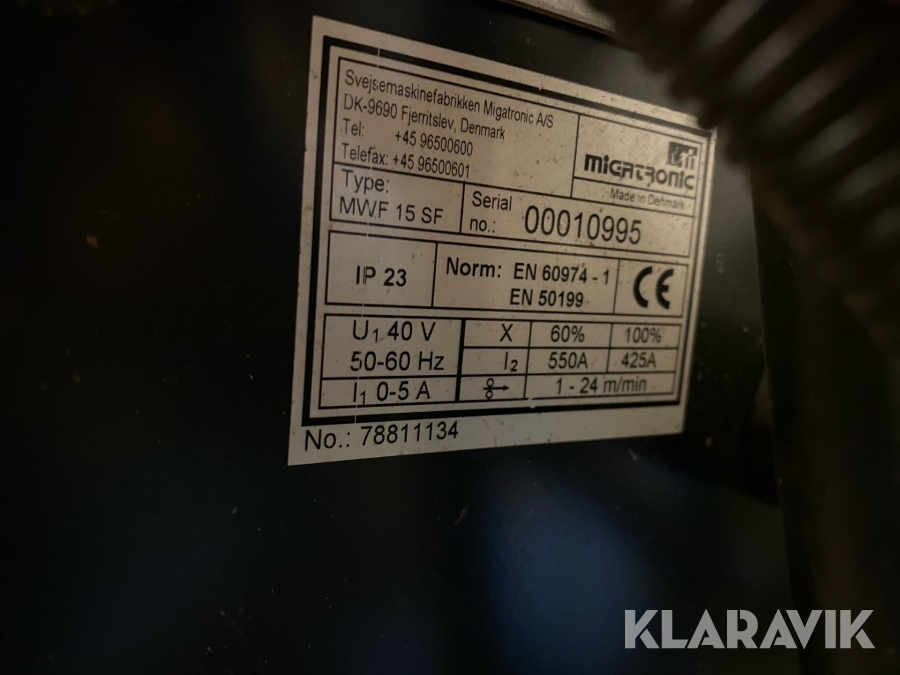 Svejsemaskinefabrikken Migatronic A/S
DK-9690 Fjerritslev, Denmark
Tel: +45 96500600
Telefax: +45 96500601
MIGATRONIC
Made in Denmark
Type:
MWF 15 SF
Serial no.: 00010995
IP 23
Norm: EN 60974 - 1
EN 50199
CE
U1 40 V X 60% 100%
50-60 Hz I2 550A 425A
I1 0-5 A 1 - 24 m/min
No.: 78811134
KLARAVIK